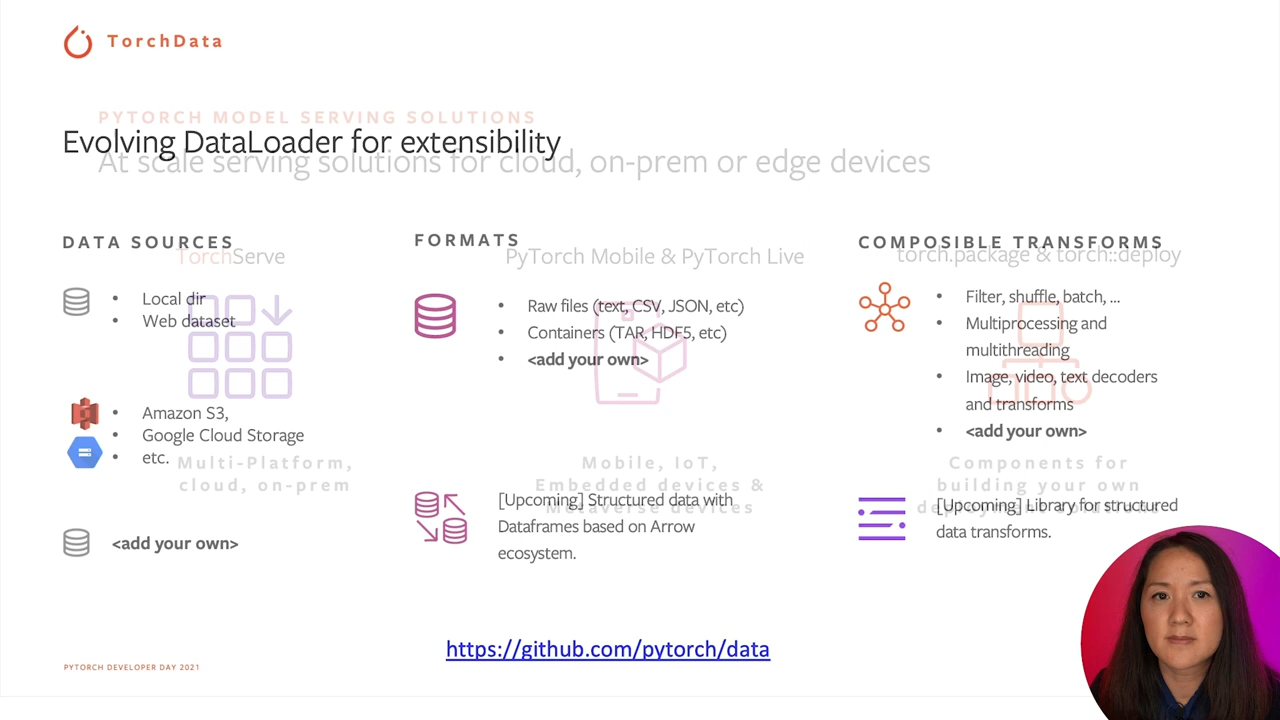 TorchData
PYTORCH MODEL SERVING SOLUTIONS
Evolving DataLoader for extensibility
At scale serving solutions for cloud, on-prem or edge devices
DATA SOURCES
TorchServe
• Local dir
• Web dataset
• Amazon S3,
• Google Cloud Storage
• etc.
Multi-Platform,
cloud, on-prem
<add your own>
FORMATS
PyTorch Mobile & PyTorch Live
• Raw files (text, CSV, JSON, etc)
• Containers (TAR, HDF5, etc)
• <add your own>
Mobile, IoT,
Embedded devices &
Metaverse devices
[Upcoming] Structured data with
Dataframes based on Arrow
ecosystem.
COMPOSIBLE TRANSFORMS
torch.package & torch::deploy
• Filter, shuffle, batch, ...
• Multiprocessing and
multithreading
• Image, video, text decoders
and transforms
• <add your own>
Components for
building your own
[Upcoming] Library for structured
data transforms.
https://github.com/pytorch/data
PYTORCH DEVELOPER DAY 2021